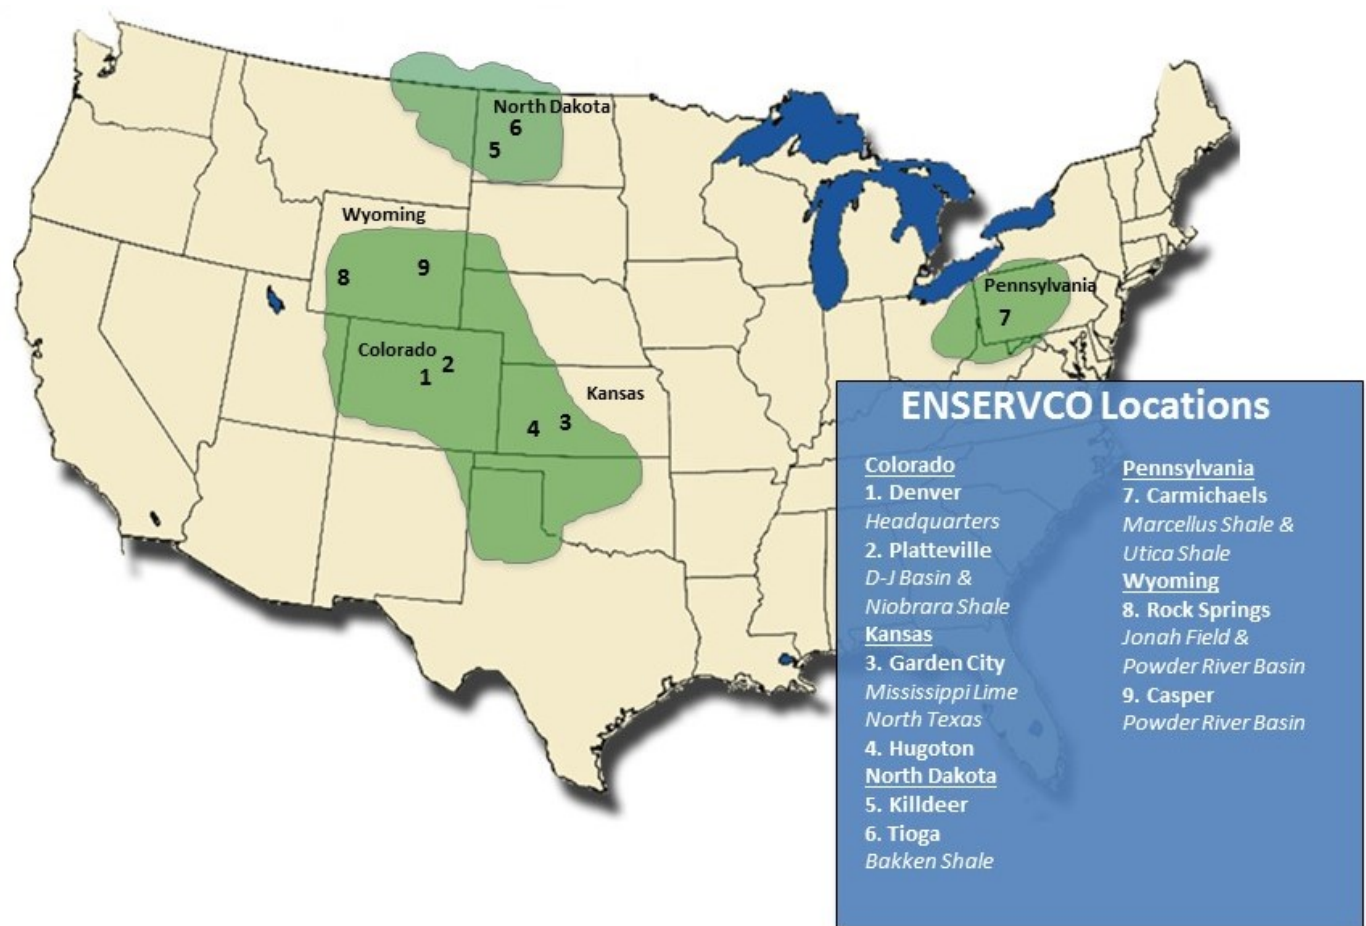 North Dakota
6
5
Wyoming
8
9
Colorado
2
1
Kansas
4
3
Pennsylvania
7
ENSERVCO Locations
Colorado
1. Denver
Headquarters
2. Platteville
D-J Basin &
Niobrara Shale
Kansas
3. Garden City
Mississippi Lime
North Texas
4. Hugoton
North Dakota
5. Killdeer
6. Tioga
Bakken Shale
Pennsylvania
7. Carmichaels
Marcellus Shale &
Utica Shale
Wyoming
8. Rock Springs
Jonah Field &
Powder River Basin
9. Casper
Powder River Basin